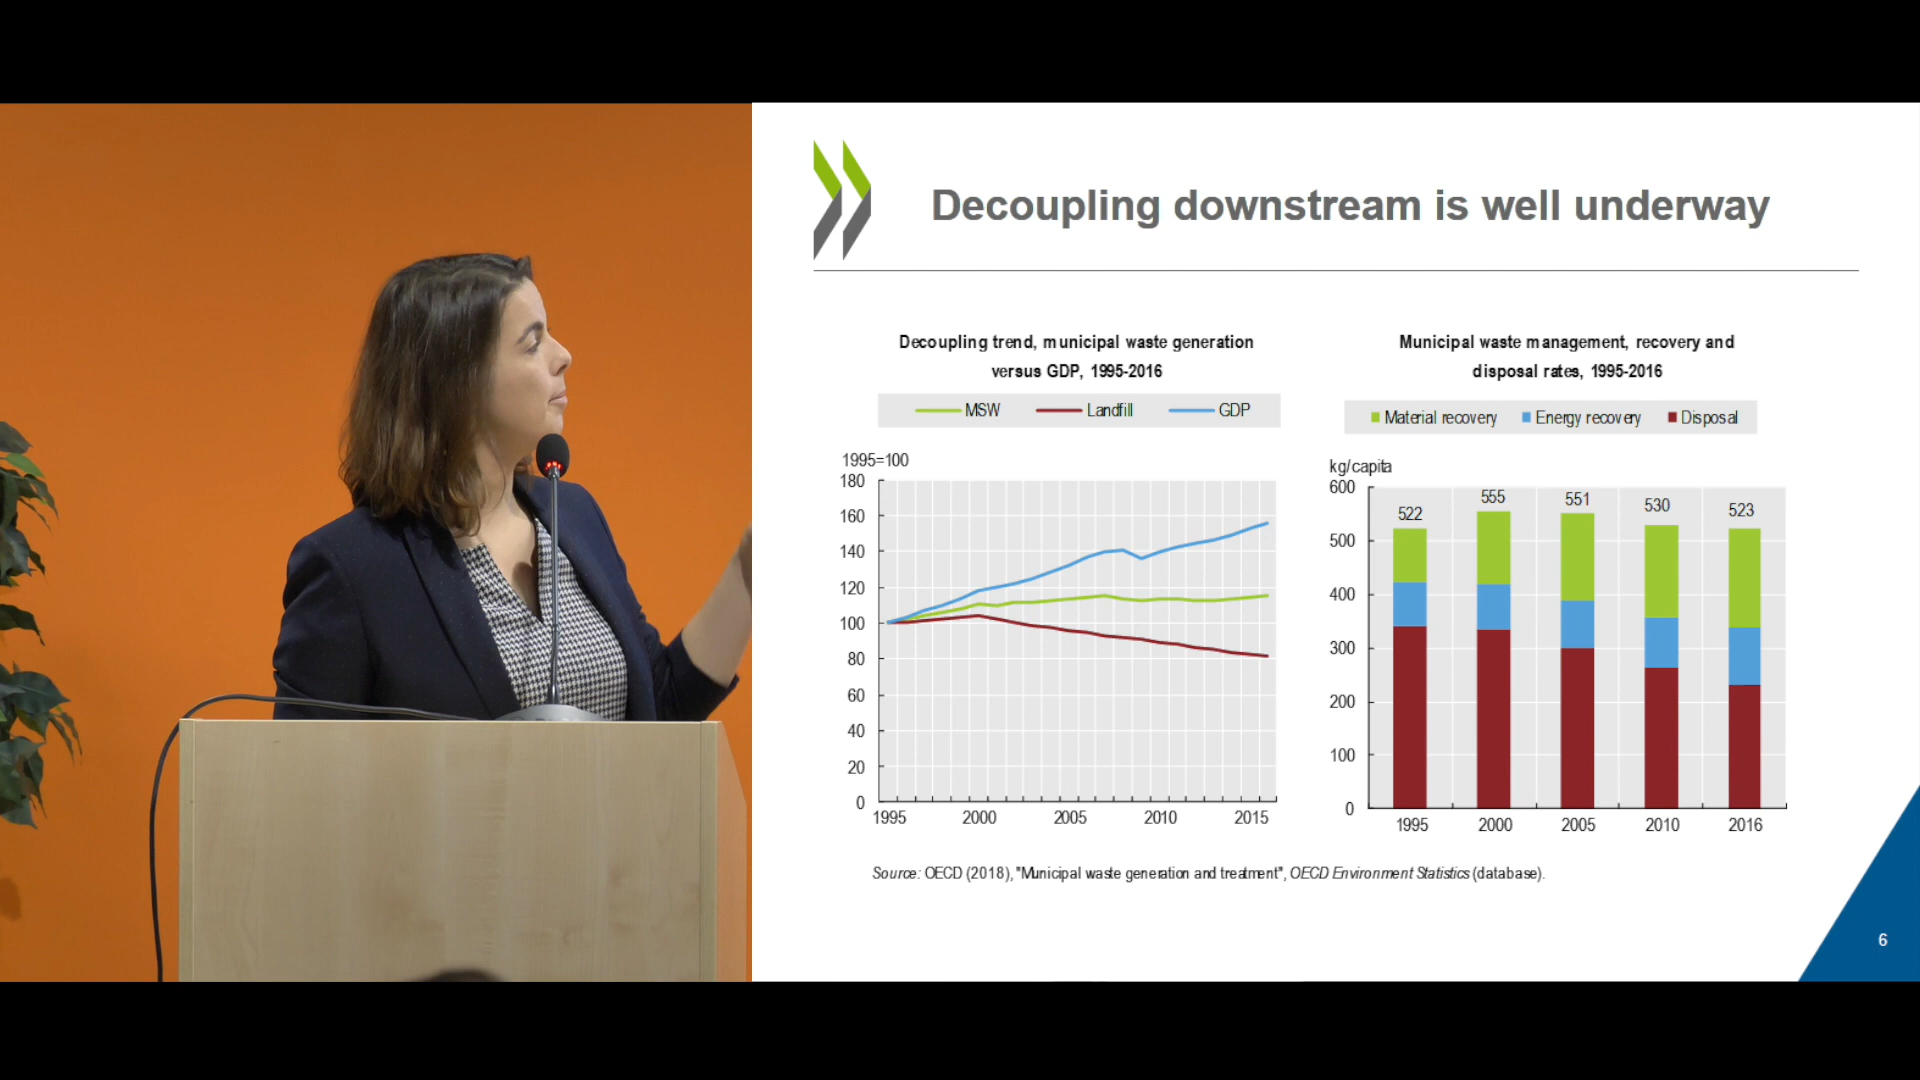 Decoupling downstream is well underway
Decoupling trend, municipal waste generation
versus GDP, 1995-2016
MSW Landfill GDP
1995=100
180
160
140
120
100
80
60
40
20
0
1995 2000 2005 2010 2015
Municipal waste management, recovery and
disposal rates, 1995-2016
Material recovery Energy recovery Disposal
kg/capita
600
500
400
300
200
100
0
522 555 551 530 523
1995 2000 2005 2010 2016
Source: OECD (2018), "Municipal waste generation and treatment", OECD Environment Statistics (database).
6